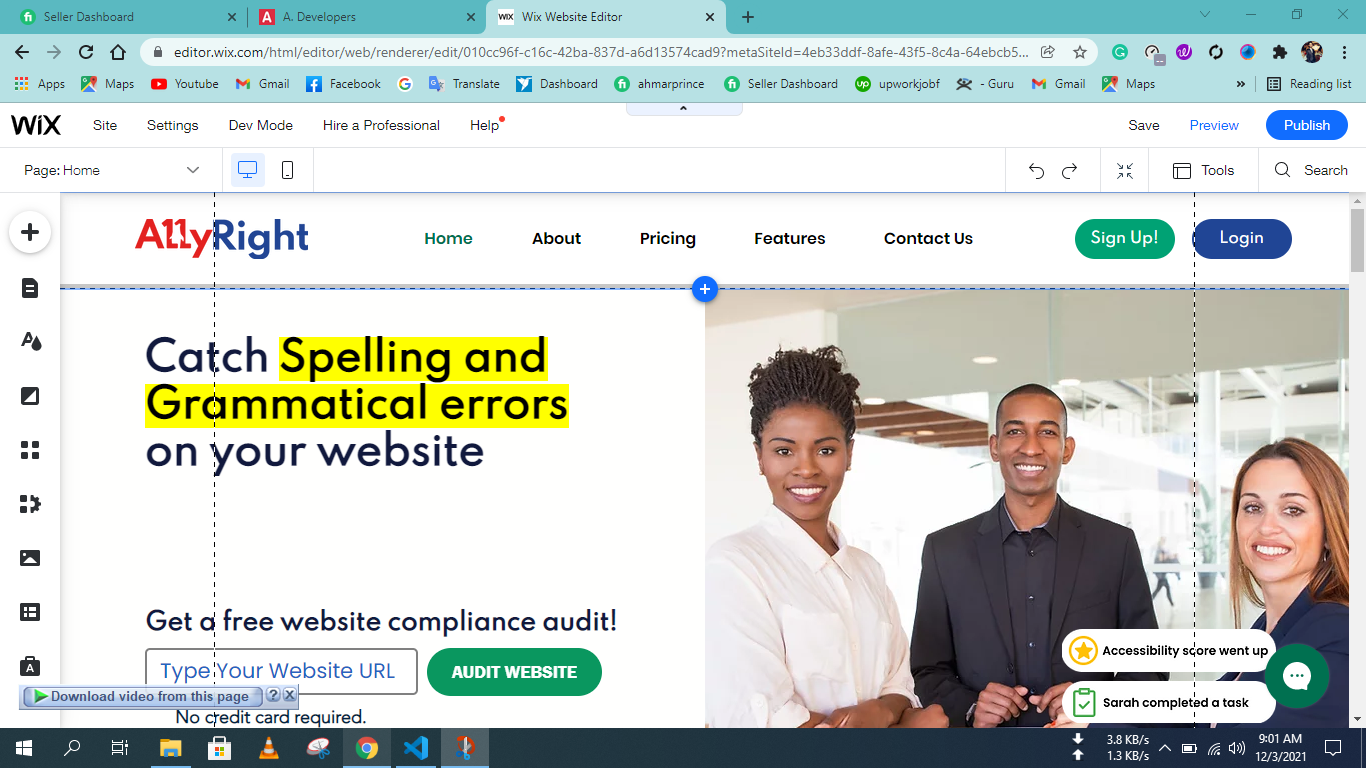 Seller Dashboard
A. Developers
Wix Website Editor
editor.wix.com/html/editor/web/renderer/edit/010cc96f-c16c-42ba-837d-a6d13574cad9?metaSiteId=4eb33ddf-8afe-43f5-8c4a-64ebcb5...
Apps
Maps
Youtube
Gmail
Facebook
Translate
Dashboard
ahmarprince
Seller Dashboard
upworkjobf
- Guru
Gmail
Maps
»
Reading list
WIX
Site
Settings
Dev Mode
Hire a Professional
Help
Save
Preview
Publish
Page: Home
Tools
Search
A11yRight
Home
About
Pricing
Features
Contact Us
Sign Up!
Login
Catch Spelling and
Grammatical errors
on your website
Get a free website compliance audit!
Type Your Website URL
AUDIT WEBSITE
No credit card required.
Accessibility score went up
Sarah completed a task
Download video from this page
?
X
3.8 KB/s
1.3 KB/s
9:01 AM
12/3/2021